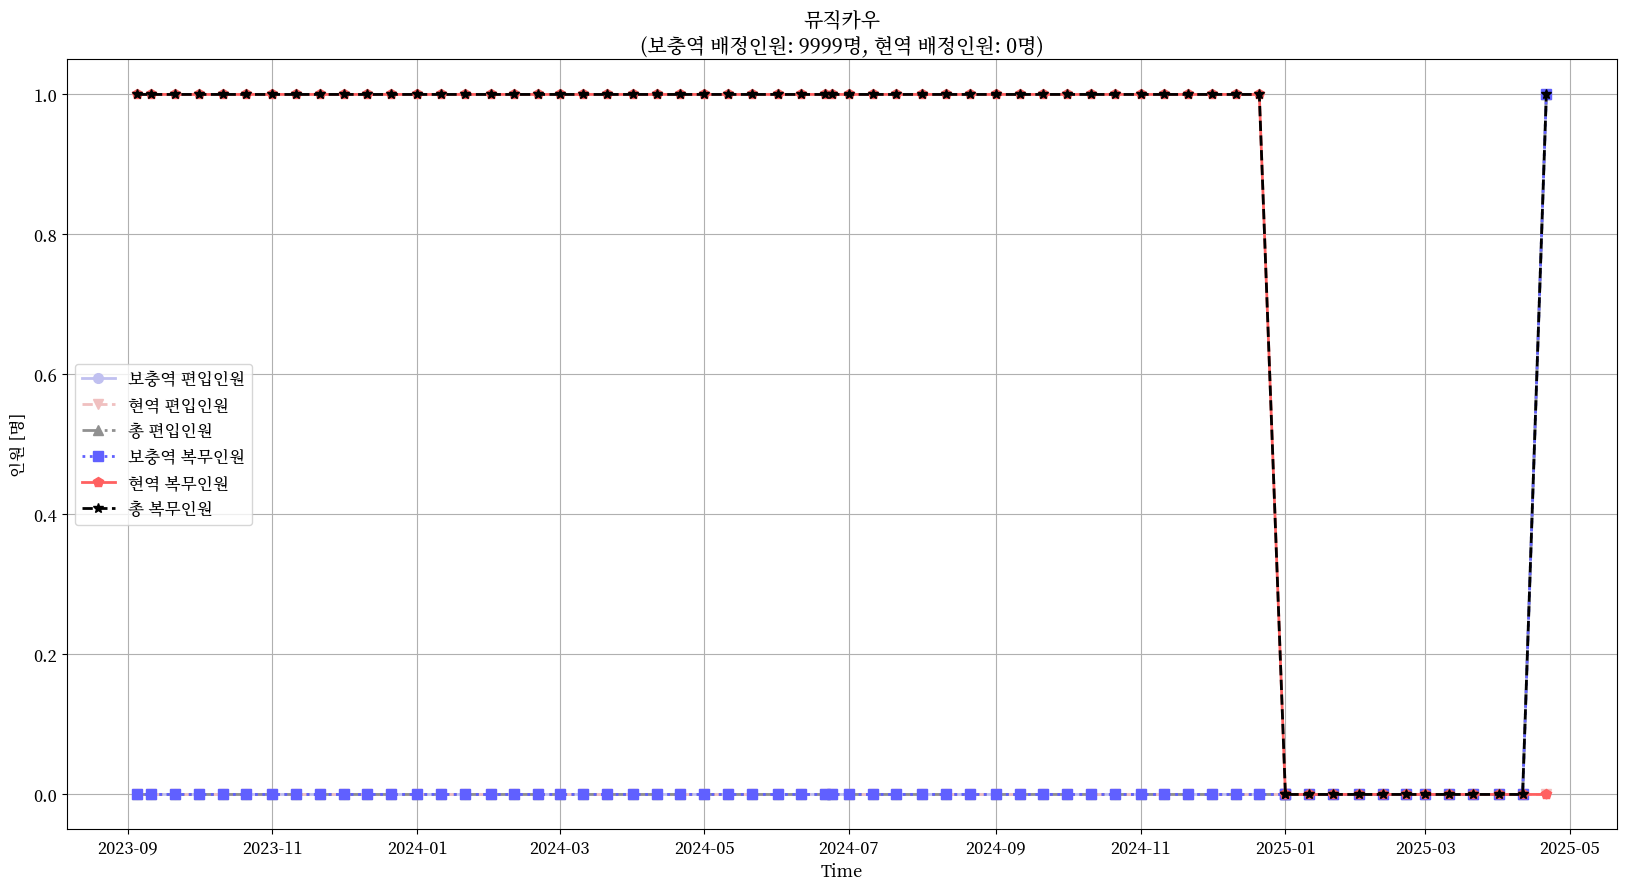 뮤직카우
(보충역 배정인원: 9999명, 현역 배정인원: 0명)
1.0
0.8
0.6
0.4
0.2
0.0
인원 [명]
보충역 편입인원
현역 편입인원
총 편입인원
보충역 복무인원
현역 복무인원
총 복무인원
2023-09 2023-11 2024-01 2024-03 2024-05 2024-07 2024-09 2024-11 2025-01 2025-03 2025-05
Time